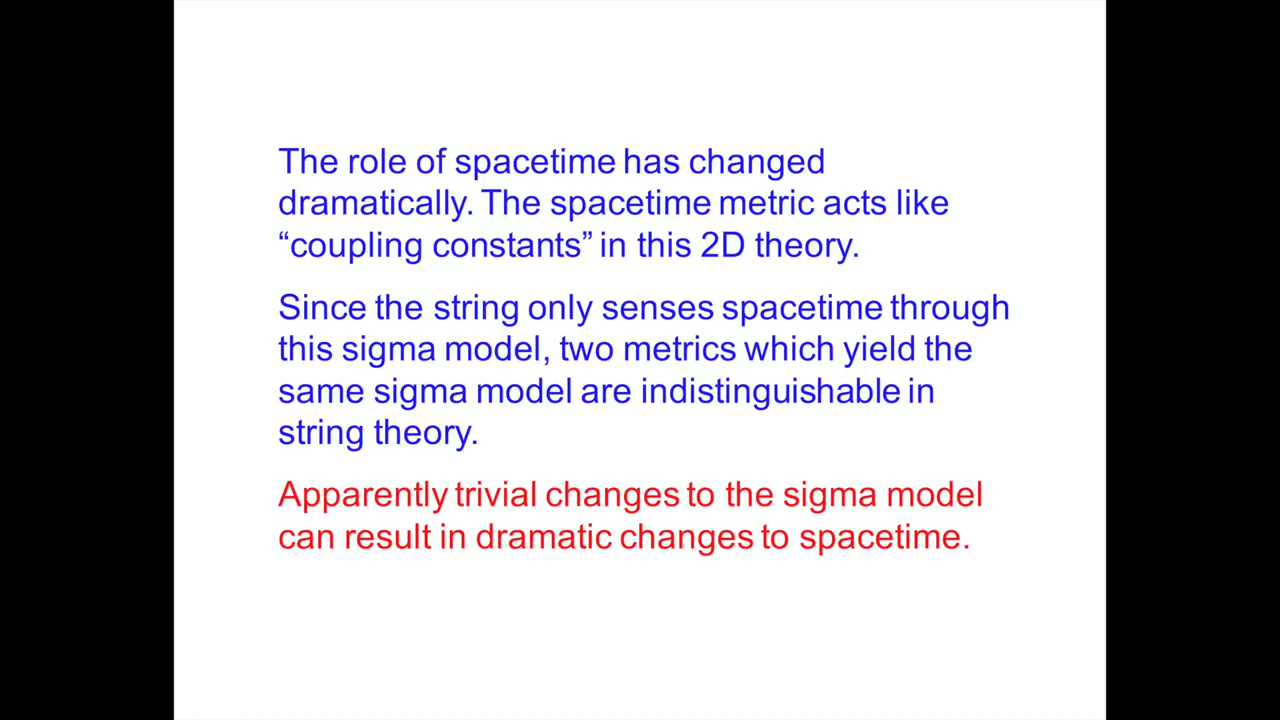 The role of spacetime has changed
dramatically. The spacetime metric acts like
“coupling constants” in this 2D theory.
Since the string only senses spacetime through
this sigma model, two metrics which yield the
same sigma model are indistinguishable in
string theory.
Apparently trivial changes to the sigma model
can result in dramatic changes to spacetime.